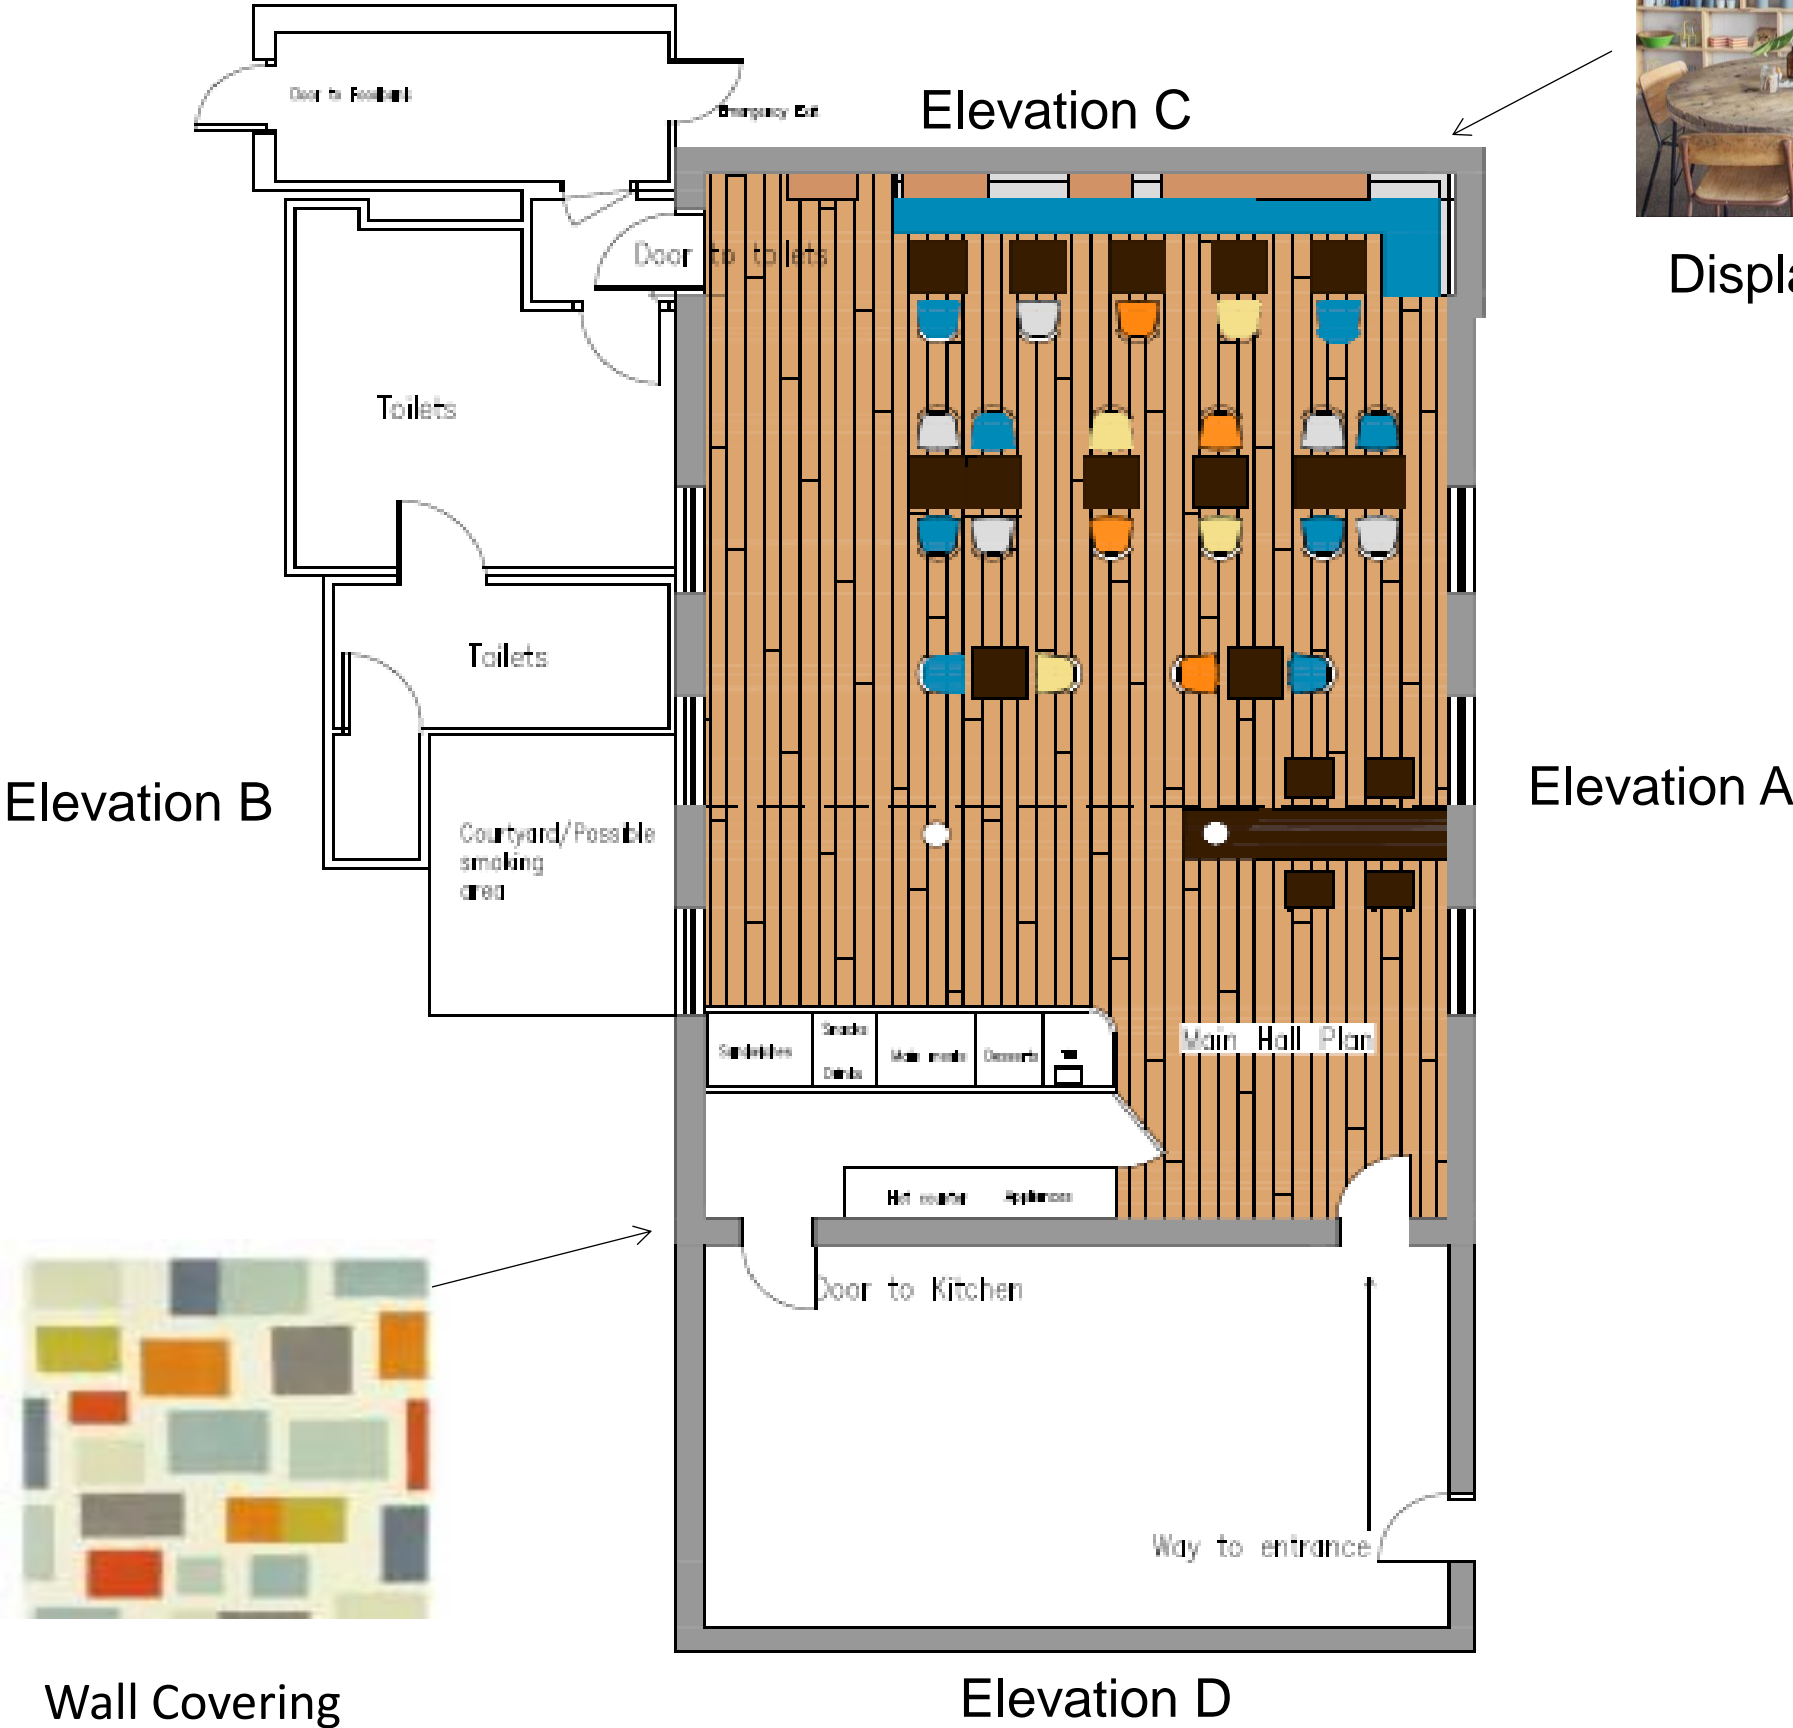 Door to Foodbank
Emergency Exit
Elevation C
Door to toilets
Displa
Toilets
Toilets
Elevation B
Elevation A
Courtyard/Possible
smoking
area
Main Hall Plan
Sandwiches
Snacks
Drinks
Main meals
Desserts
Till
Hot counter
Appliances
Door to Kitchen
Way to entrance
Wall Covering
Elevation D